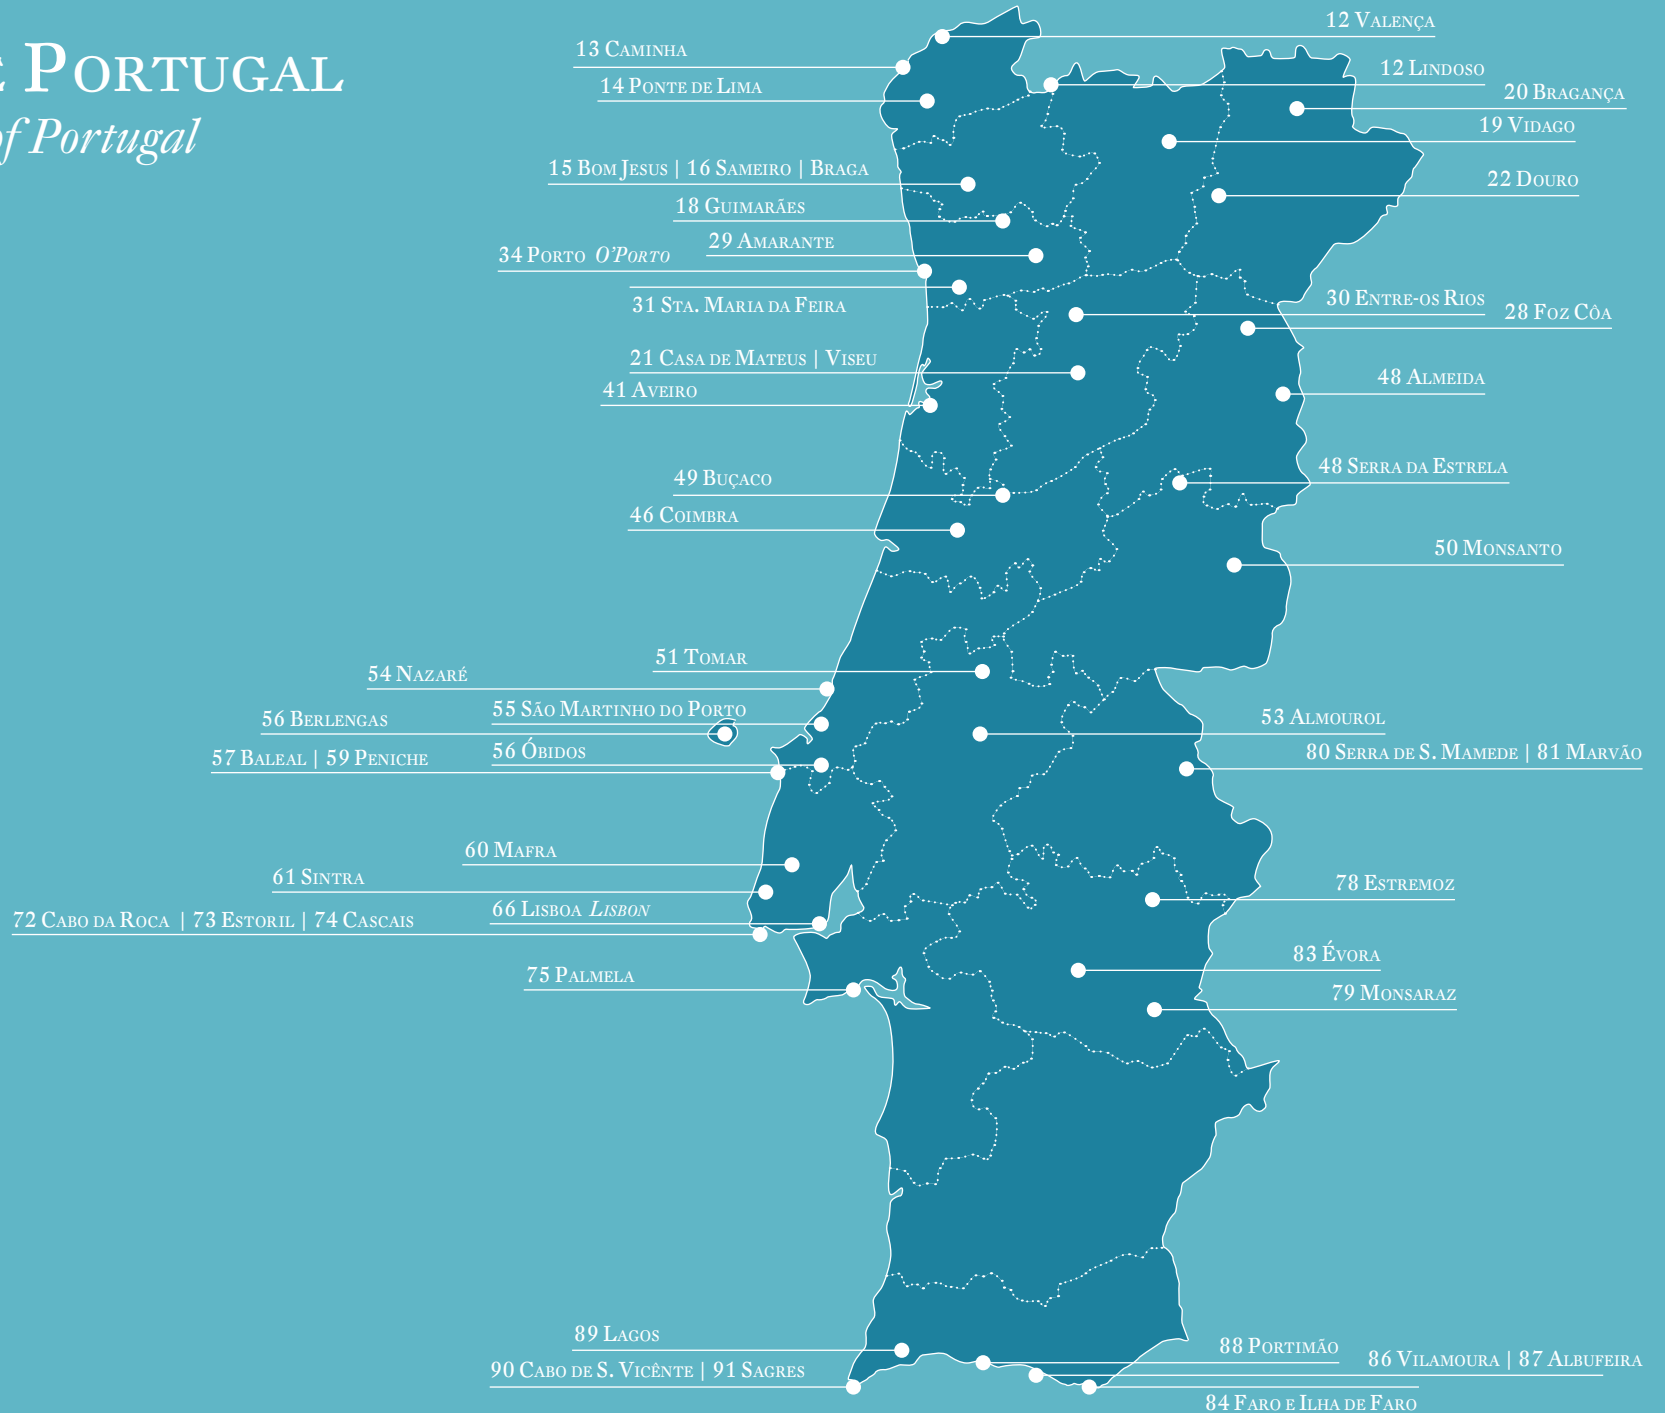 E PORTUGAL
of Portugal
12 VALENÇA
13 CAMINHA
12 LINDOSO
14 PONTE DE LIMA
20 BRAGANÇA
19 VIDAGO
15 BOM JESUS | 16 SAMEIRO | BRAGA
22 DOURO
18 GUIMARÃES
29 AMARANTE
34 PORTO O'PORTO
31 STA. MARIA DA FEIRA
30 ENTRE-OS RIOS
28 FOZ CÔA
21 CASA DE MATEUS | VISEU
41 AVEIRO
48 ALMEIDA
49 BUÇACO
48 SERRA DA ESTRELA
46 COIMBRA
50 MONSANTO
51 TOMAR
54 NAZARÉ
55 SÃO MARTINHO DO PORTO
56 BERLENGAS
53 ALMOUROL
56 ÓBIDOS
57 BALEAL | 59 PENICHE
80 SERRA DE S. MAMEDE | 81 MARVÃO
60 MAFRA
61 SINTRA
78 ESTREMOZ
66 LISBOA LISBON
72 CABO DA ROCA | 73 ESTORIL | 74 CASCAIS
83 ÉVORA
75 PALMELA
79 MONSARAZ
89 LAGOS
88 PORTIMÃO
86 VILAMOURA | 87 ALBUFEIRA
90 CABO DE S. VICÊNTE | 91 SAGRES
84 FARO E ILHA DE FARO